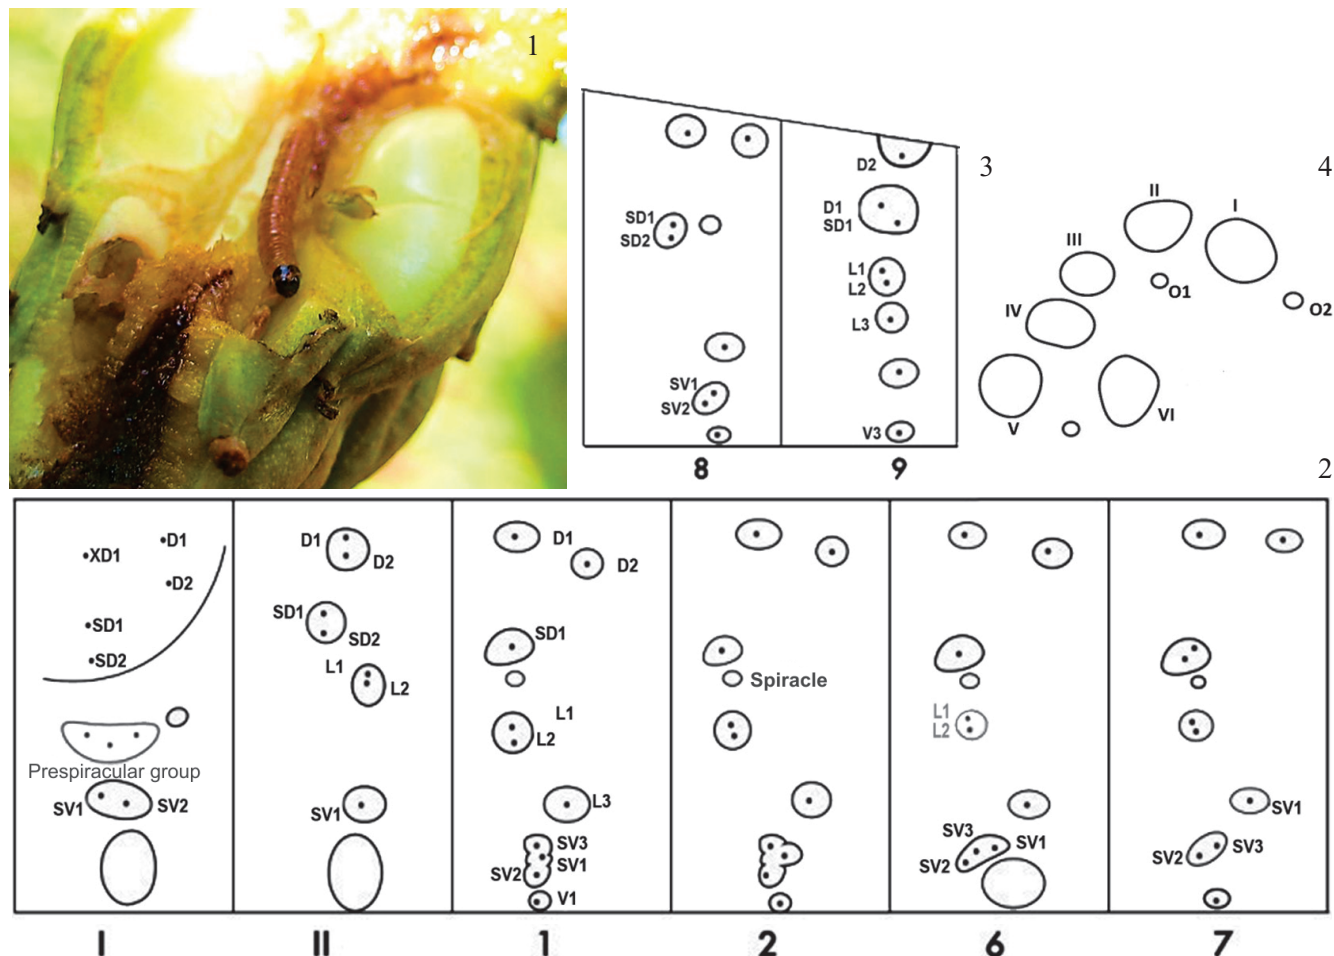 1
3
4
D2
II
I
D1
SD1
SD1
SD2
III
O1
O2
L1
L2
IV
L3
SV1
SV2
V
VI
V3
8
9
2
XD1
D1
D2
SD1
SD2
Prespiracular group
SV1
SV2
I
D1
D2
SD1
SD2
L1
L2
SV1
II
D1
D2
SD1
L1
L2
L3
SV3
SV1
SV2
V1
1
Spiracle
2
L1
L2
SV3
SV1
SV2
6
SV1
SV3
SV2
7